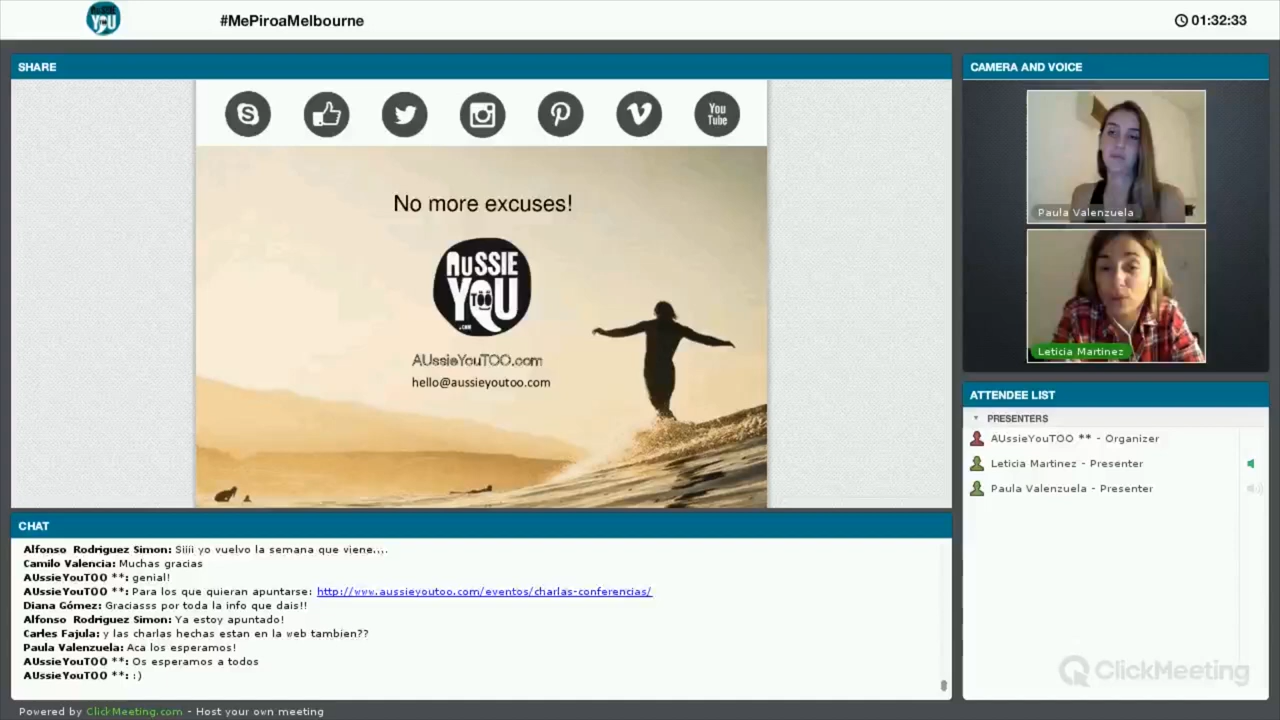 AUSSIE
TOO
YOU
#MePiroaMelbourne
01:32:33
SHARE
You
Tube
No more excuses!
AUSSIE
YOU
TOO
.COM
AUssieYouTOO.com
hello@aussieyoutoo.com
CAMERA AND VOICE
Paula Valenzuela
Leticia Martinez
ATTENDEE LIST
PRESENTERS
AUssieYouTOO ** - Organizer
Leticia Martinez - Presenter
Paula Valenzuela - Presenter
CHAT
Alfonso Rodriguez Simon: Siiii yo vuelvo la semana que viene....
Camilo Valencia: Muchas gracias
AUssieYouTOO **: genial!
AUssieYouTOO **: Para los que quieran apuntarse: http://www.aussieyoutoo.com/eventos/charlas-conferencias/
Diana Gómez: Graciasss por toda la info que dais!!
Alfonso Rodriguez Simon: Ya estoy apuntado!
Carles Fajula: y las charlas hechas estan en la web tambien??
Paula Valenzuela: Aca los esperamos!
AUssieYouTOO **: Os esperamos a todos
AUssieYouTOO **: :)
ClickMeeting
Powered by ClickMeeting.com - Host your own meeting